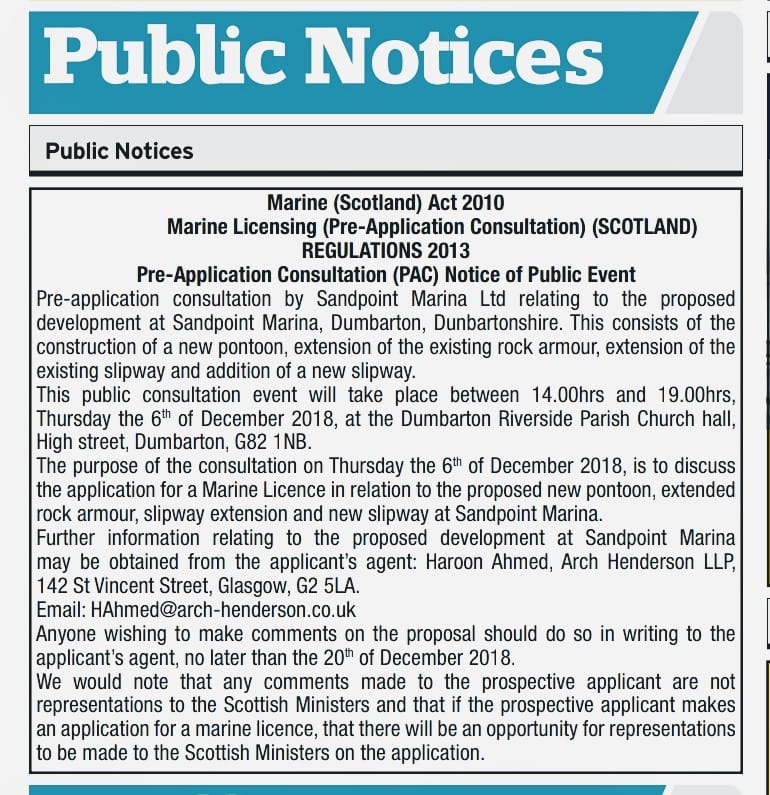 Public Notices
Public Notices
Marine (Scotland) Act 2010
Marine Licensing (Pre-Application Consultation) (SCOTLAND)
REGULATIONS 2013
Pre-Application Consultation (PAC) Notice of Public Event
Pre-application consultation by Sandpoint Marina Ltd relating to the proposed
development at Sandpoint Marina, Dumbarton, Dunbartonshire. This consists of the
construction of a new pontoon, extension of the existing rock armour, extension of the
existing slipway and addition of a new slipway.
This public consultation event will take place between 14.00hrs and 19.00hrs,
Thursday the 6th of December 2018, at the Dumbarton Riverside Parish Church hall,
High street, Dumbarton, G82 1NB.
The purpose of the consultation on Thursday the 6th of December 2018, is to discuss
the application for a Marine Licence in relation to the proposed new pontoon, extended
rock armour, slipway extension and new slipway at Sandpoint Marina.
Further information relating to the proposed development at Sandpoint Marina
may be obtained from the applicant's agent: Haroon Ahmed, Arch Henderson LLP,
142 St Vincent Street, Glasgow, G2 5LA.
Email: HAhmed@arch-henderson.co.uk
Anyone wishing to make comments on the proposal should do so in writing to the
applicant's agent, no later than the 20th of December 2018.
We would note that any comments made to the prospective applicant are not
representations to the Scottish Ministers and that if the prospective applicant makes
an application for a marine licence, that there will be an opportunity for representations
to be made to the Scottish Ministers on the application.